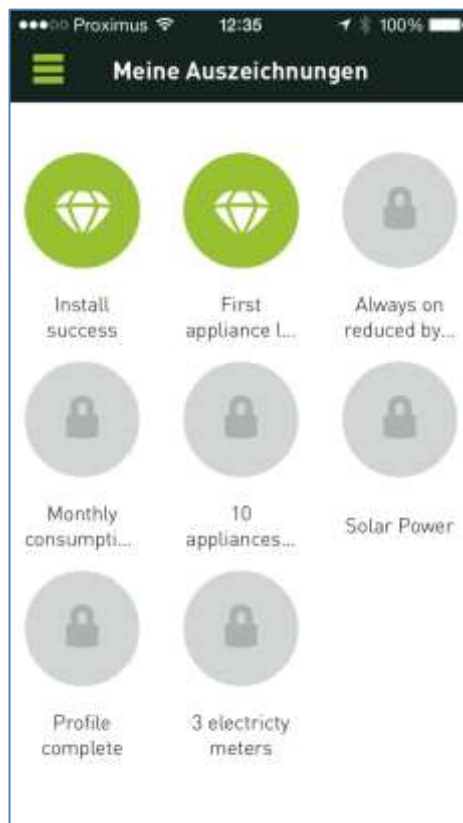 Proximus 12:35 100%
Meine Auszeichnungen
Install
success
First
appliance l...
Always on
reduced by...
Monthly
consumpti...
10
appliances...
Solar Power
Profile
complete
3 electricty
meters